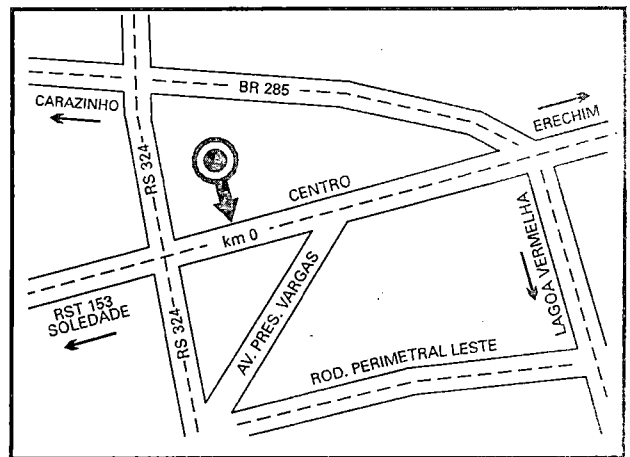 BR 285
CARAZINHO
ERECHIM
RS 324
CENTRO
km 0
LAGOA VERMELHA
RST 153
SOLEDADE
RS 324
AV. PRES. VARGAS
ROD. PERIMETRAL LESTE